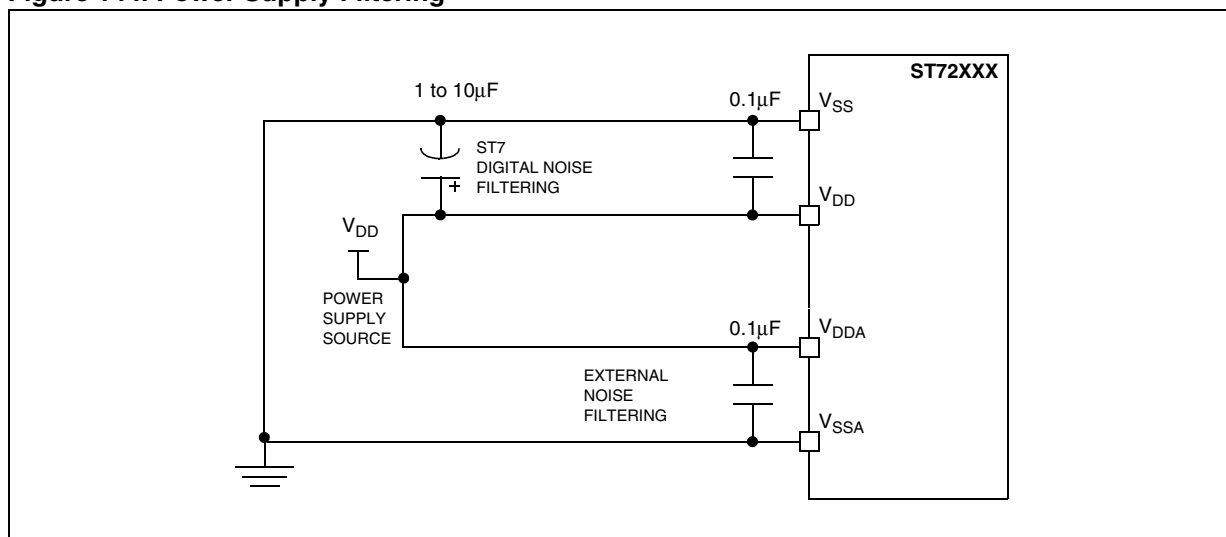 Figure Power Supply Filtering
ST72XXX
1 to 10μF
0.1μF
VSS
ST7
DIGITAL NOISE
FILTERING
+
VDD
VDD
POWER
SUPPLY
SOURCE
0.1μF
VDDA
EXTERNAL
NOISE
FILTERING
VSSA